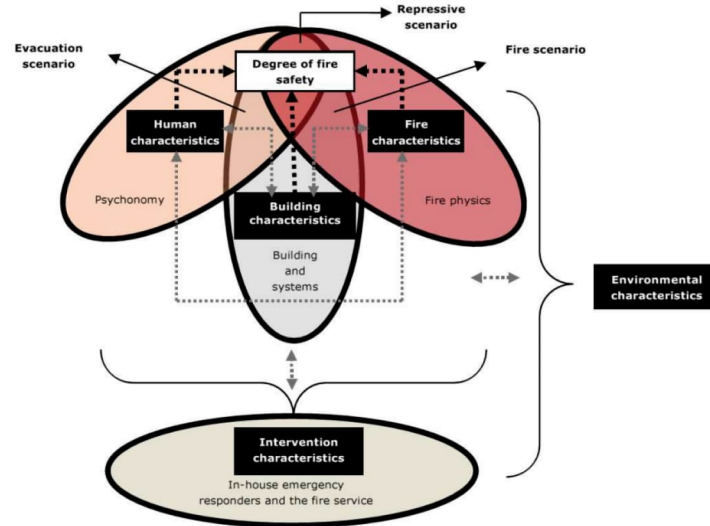 Repressive
scenario
Evacuation
scenario
Fire scenario
Degree of fire
safety
Human
characteristics
Fire
characteristics
Psychonomy
Building
characteristics
Fire physics
Building
and
systems
Environmental
characteristics
Intervention
characteristics
In-house emergency
responders and the fire service